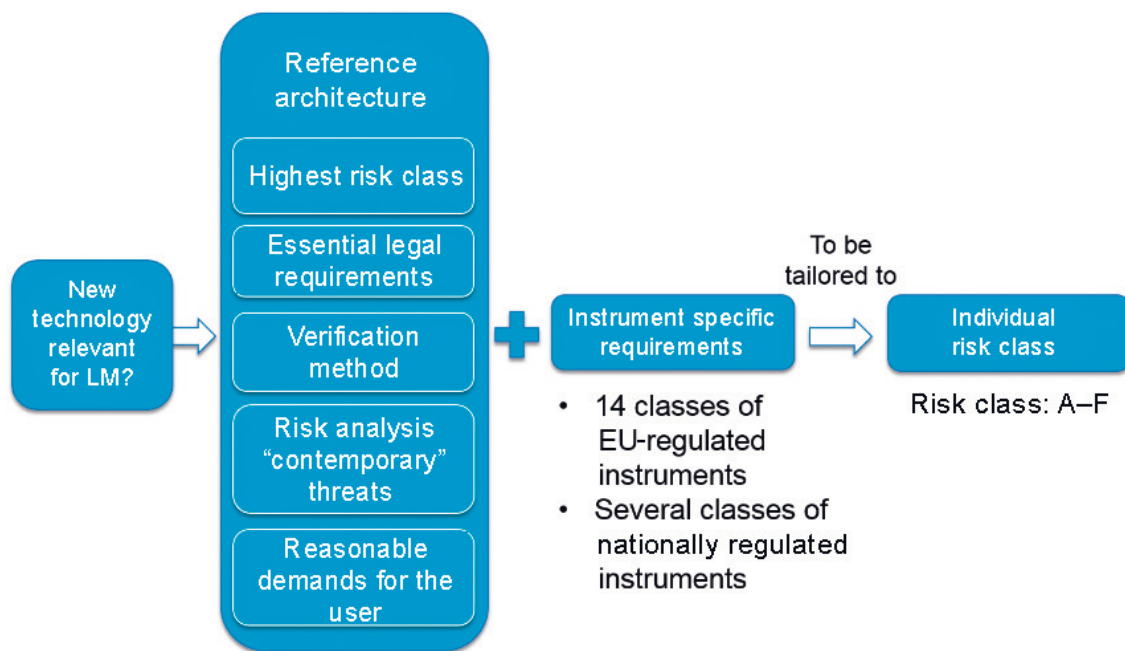 New
technology
relevant
for LM?
Reference
architecture
Highest risk class
Essential legal
requirements
Verification
method
Risk analysis
“contemporary”
threats
Reasonable
demands for the
user
Instrument specific
requirements
• 14 classes of
EU-regulated
instruments
• Several classes of
nationally regulated
instruments
To be
tailored to
Individual
risk class
Risk class: A–F